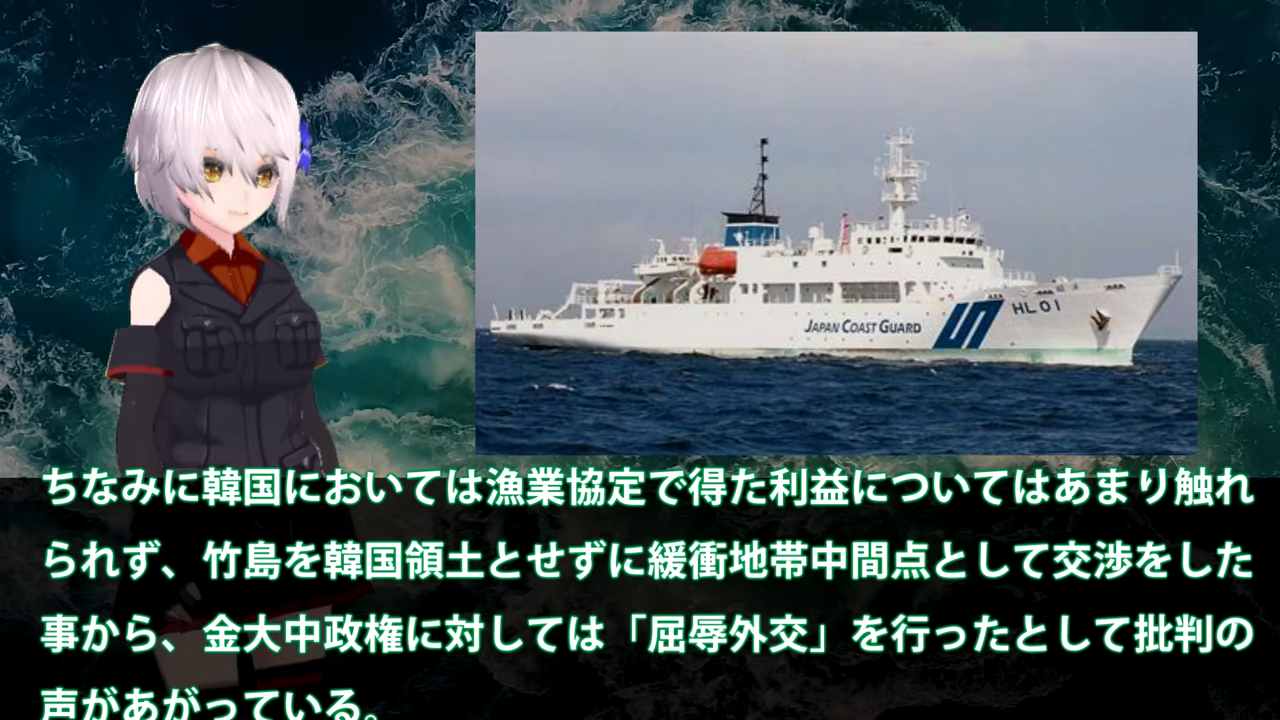 JAPAN COAST GUARD
HL 01
ちなみに韓国においては漁業協定で得た利益についてはあまり触れ
られず、竹島を韓国領土とせずに緩衝地帯中間点として交渉をした
事から、金大中政権に対しては「屈辱外交」を行ったとして批判の
声があがっている。